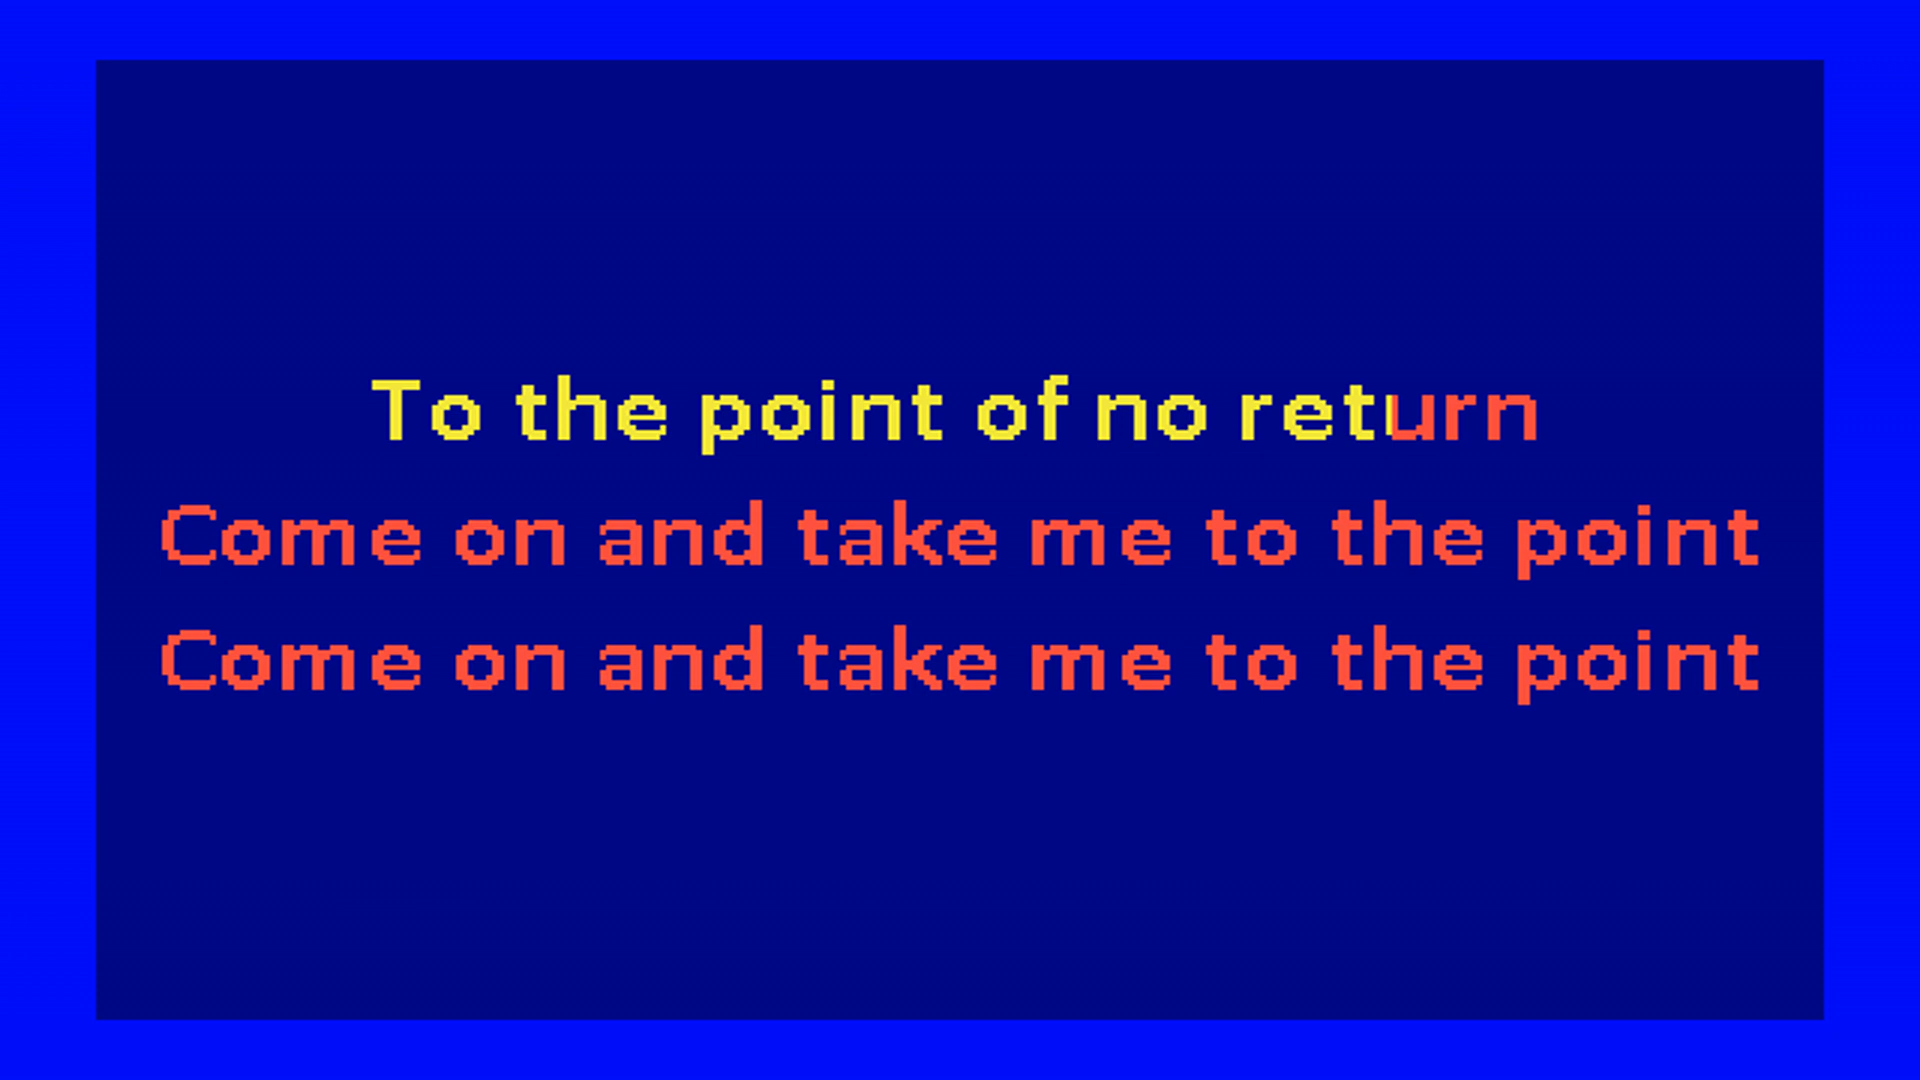 To the point of no return
Come on and take me to the point
Come on and take me to the point